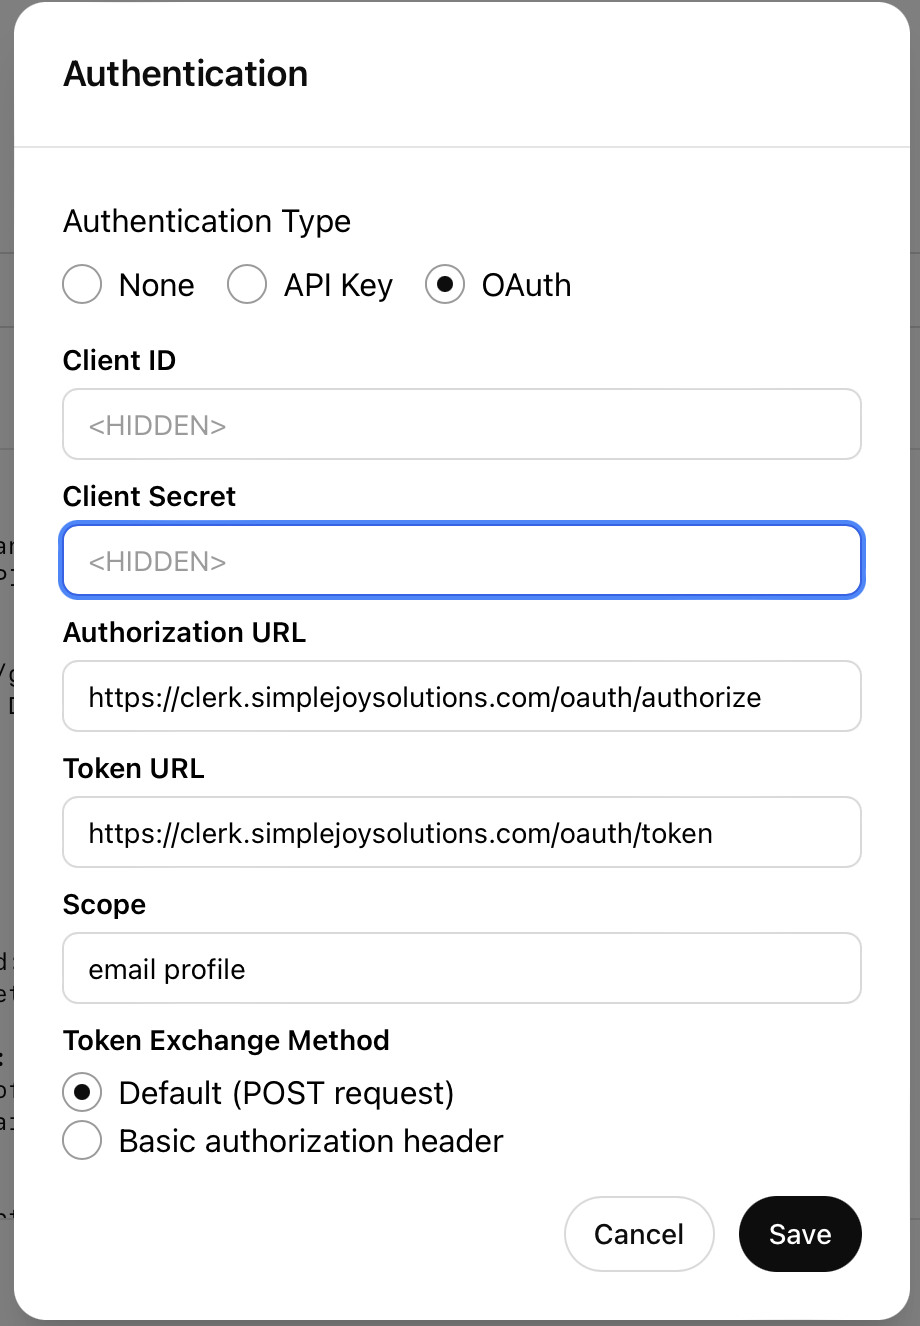 Authentication
Authentication Type
None API Key OAuth
Client ID
<HIDDEN>
Client Secret
<HIDDEN>
Authorization URL
https://clerk.simplejoysolutions.com/oauth/authorize
Token URL
https://clerk.simplejoysolutions.com/oauth/token
Scope
email profile
Token Exchange Method
Default (POST request)
Basic authorization header
Cancel Save